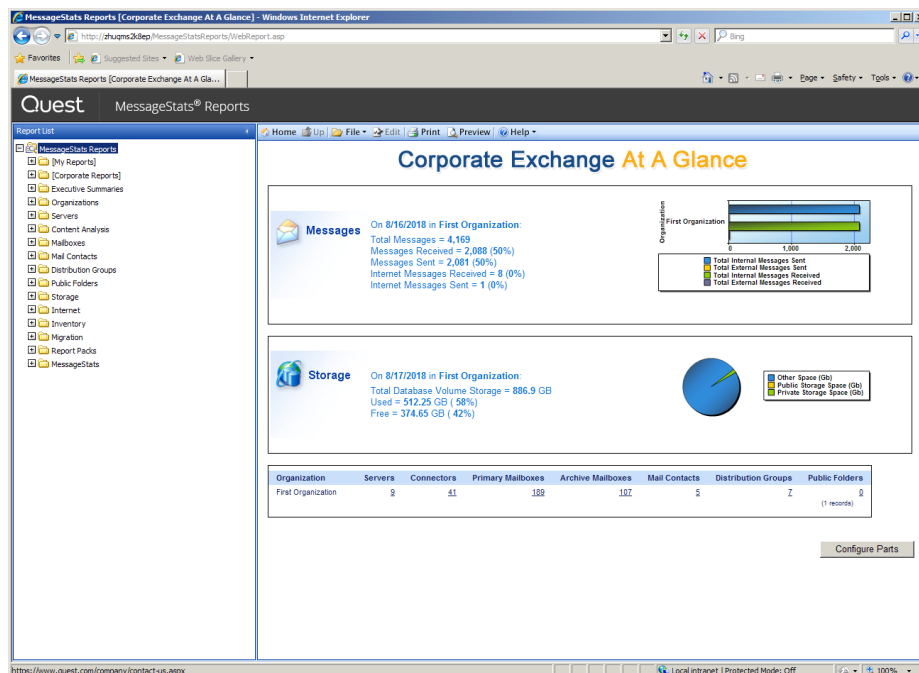 MessageStats Reports [Corporate Exchange At A Glance] - Windows Internet Explorer
http://zhuqms2k8ep/MessageStatsReports/WebReport.asp
Bing
Favorites
Suggested Sites
Web Slice Gallery
MessageStats Reports [Corporate Exchange At A Gla...
Page
Safety
Tools
Quest
MessageStats® Reports
Report List
Home
Up
File
Edit
Print
Preview
Help
MessageStats Reports
[My Reports]
[Corporate Reports]
Executive Summaries
Organizations
Servers
Content Analysis
Mailboxes
Mail Contacts
Distribution Groups
Public Folders
Storage
Internet
Inventory
Migration
Report Packs
MessageStats
Corporate Exchange At A Glance
Messages
On 8/16/2018 in First Organization:
Total Messages = 4,169
Messages Received = 2,088 (50%)
Messages Sent = 2,081 (50%)
Internet Messages Received = 8 (0%)
Internet Messages Sent = 1 (0%)
Organization
First Organization
0 1,000 2,000
Total Internal Messages Sent
Total External Messages Sent
Total Internal Messages Received
Total External Messages Received
Storage
On 8/17/2018 in First Organization:
Total Database Volume Storage = 886.9 GB
Used = 512.25 GB ( 58%)
Free = 374.65 GB ( 42%)
Other Space (Gb)
Public Storage Space (Gb)
Private Storage Space (Gb)
Organization Servers Connectors Primary Mailboxes Archive Mailboxes Mail Contacts Distribution Groups Public Folders
First Organization 9 41 189 107 5 7 0
(1 records)
Configure Parts
https://www.quest.com/company/contact-us.aspx
Local intranet | Protected Mode: Off
100%